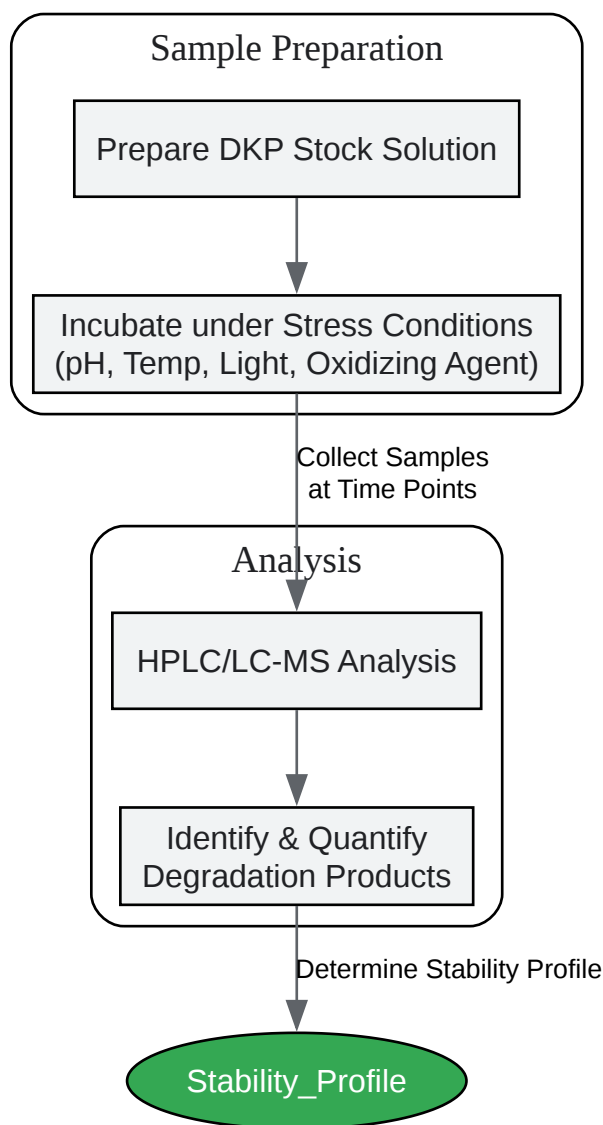 Sample Preparation
Prepare DKP Stock Solution
Incubate under Stress Conditions
(pH, Temp, Light, Oxidizing Agent)
Collect Samples
at Time Points
Analysis
HPLC/LC-MS Analysis
Identify & Quantify
Degradation Products
Determine Stability Profile
Stability_Profile